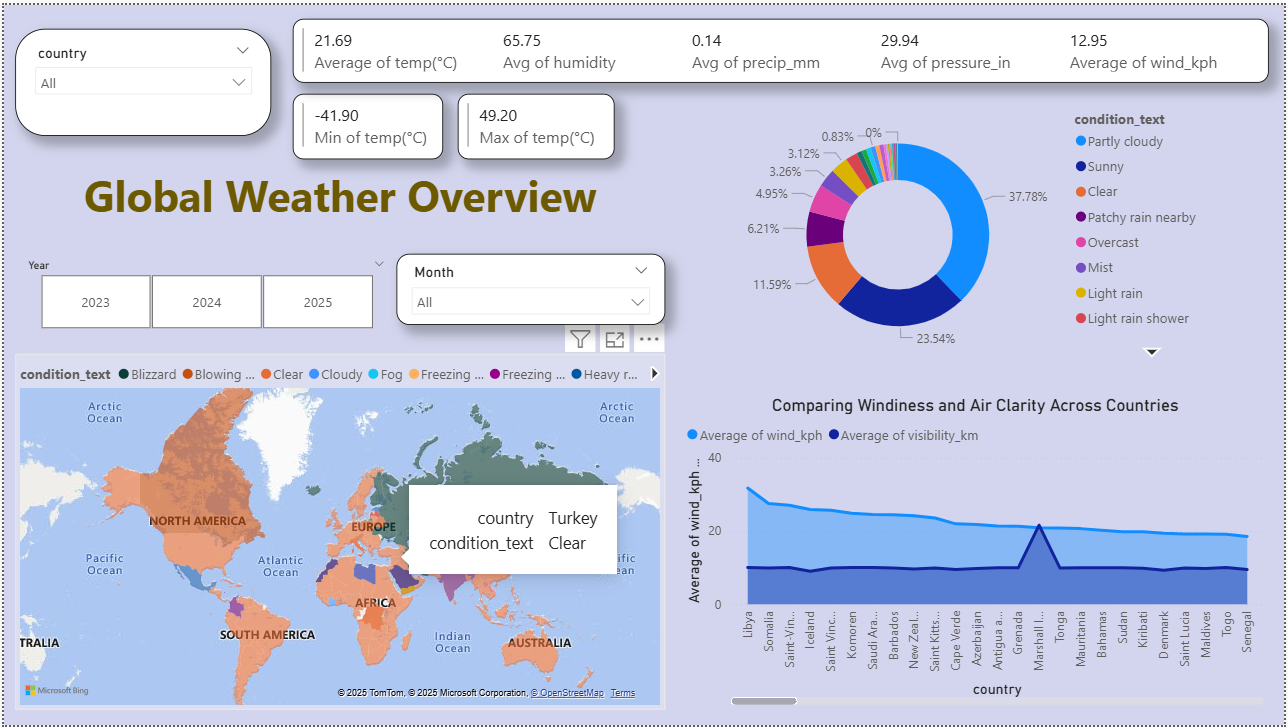 country
All
21.69
Average of temp(°C)
65.75
Avg of humidity
0.14
Avg of precip_mm
29.94
Avg of pressure_in
12.95
Average of wind_kph
-41.90
Min of temp(°C)
49.20
Max of temp(°C)
Global Weather Overview
Year
2023
2024
2025
Month
All
0.83%
0%
3.12%
3.26%
4.95%
6.21%
11.59%
23.54%
37.78%
condition_text
Partly cloudy
Sunny
Clear
Patchy rain nearby
Overcast
Mist
Light rain
Light rain shower
condition_text
Blizzard
Blowing ...
Clear
Cloudy
Fog
Freezing ...
Freezing ...
Heavy r...
Arctic
Ocean
Arctic
Ocean
NORTH AMERICA
EUROPE
Pacific
Ocean
Atlantic
Ocean
AFRICA
SOUTH AMERICA
Indian
Ocean
AUSTRALIA
TRALIA
ific
country Turkey
condition_text Clear
Microsoft Bing
© 2025 TomTom, © 2025 Microsoft Corporation, © OpenStreetMap Terms
Comparing Windiness and Air Clarity Across Countries
Average of wind_kph
Average of visibility_km
Average of wind_kph ...
40
20
0
Libya
Somalia
Saint-Vin...
Iceland
Saint Vinc...
Komoren
Saudi Ara...
Barbados
New Zeal...
Saint Kitts...
Cape Verde
Azerbaijan
Antigua a...
Grenada
Marshall I...
Tonga
Mauritania
Bahamas
Sudan
Kiribati
Denmark
Saint Lucia
Maldives
Togo
Senegal
country